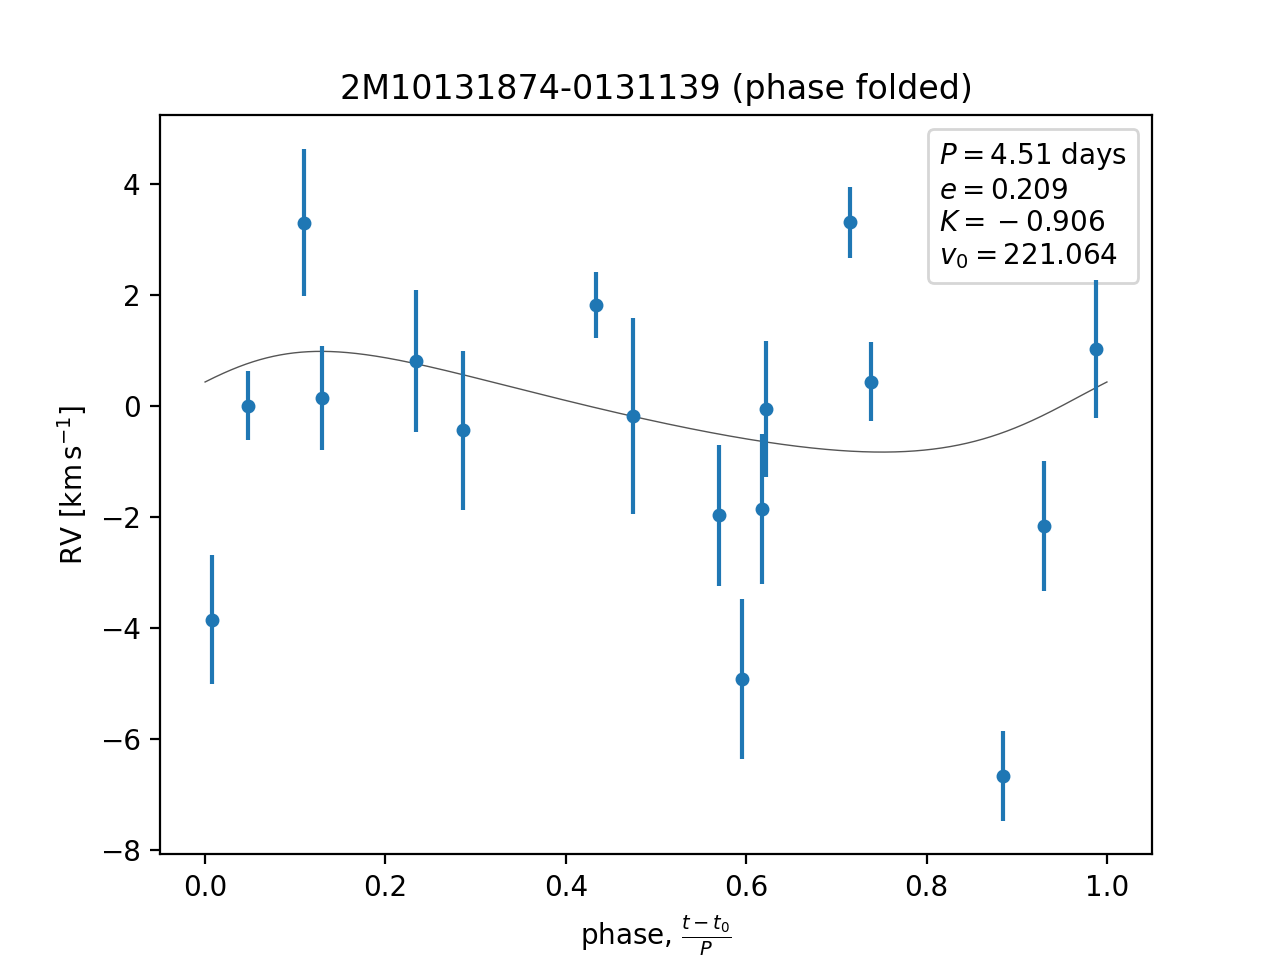 2M10131874-0131139 (phase folded)
P = 4.51 days
e = 0.209
K = −0.906
v₀ = 221.064
4
2
0
−2
−4
−6
−8
RV [km s⁻¹]
0.0 0.2 0.4 0.6 0.8 1.0
phase, (t − t₀)/P